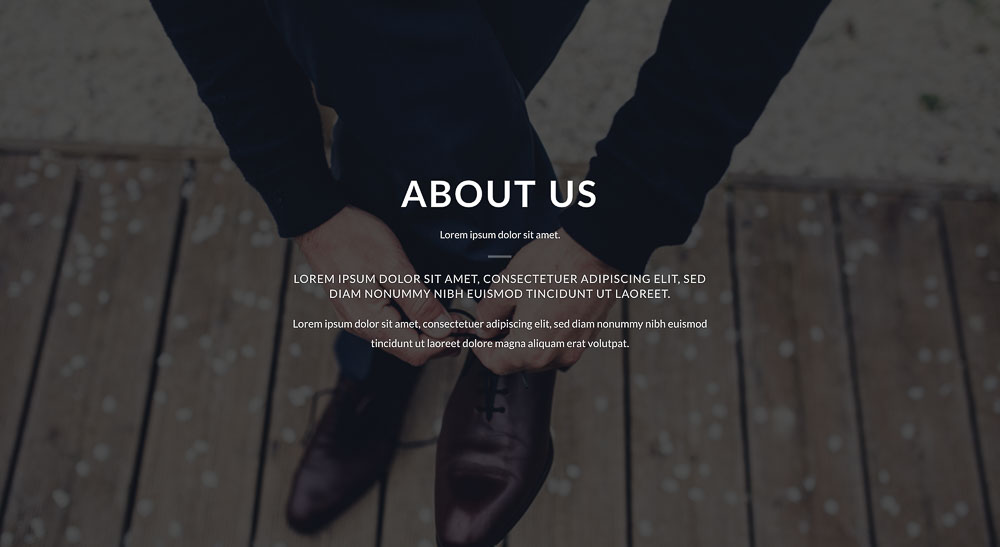 ABOUT US
Lorem ipsum dolor sit amet.
LOREM IPSUM DOLOR SIT AMET, CONSECTETUER ADIPISCING ELIT, SED
DIAM NONUMMY NIBH EUISMOD TINCIDUNT UT LAOREET.
Lorem ipsum dolor sit amet, consectetuer adipiscing elit, sed diam nonummy nibh euismod
tincidunt ut laoreet dolore magna aliquam erat volutpat.